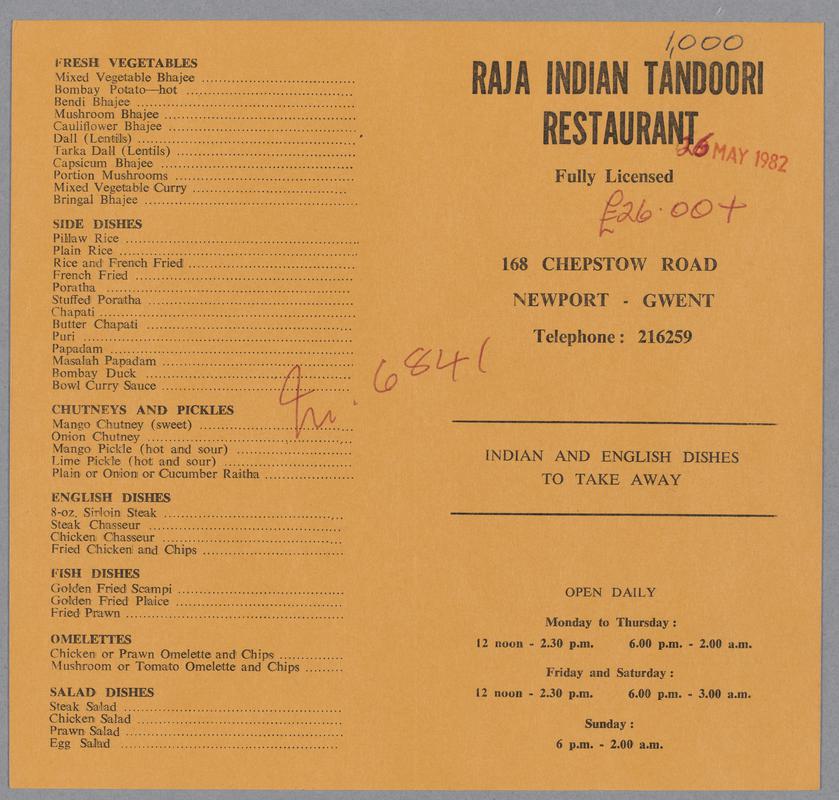 FRESH VEGETABLES
Mixed Vegetable Bhajee
Bombay Potato—hot
Bendi Bhajee
Mushroom Bhajee
Cauliflower Bhajee
Dall (Lentils)
Tarka Dall (Lentils)
Capsicum Bhajee
Portion Mushrooms
Mixed Vegetable Curry
Bringal Bhajee
SIDE DISHES
Pillaw Rice
Plain Rice
Rice and French Fried
French Fried
Poratha
Stuffed Poratha
Chapati
Butter Chapati
Puri
Papadam
Masalah Papadam
Bombay Duck
Bowl Curry Sauce
CHUTNEYS AND PICKLES
Mango Chutney (sweet)
Onion Chutney
Mango Pickle (hot and sour)
Lime Pickle (hot and sour)
Plain or Onion or Cucumber Raitha
ENGLISH DISHES
8-oz. Sirloin Steak
Steak Chasseur
Chicken Chasseur
Fried Chicken and Chips
FISH DISHES
Golden Fried Scampi
Golden Fried Plaice
Fried Prawn
OMELETTES
Chicken or Prawn Omelette and Chips
Mushroom or Tomato Omelette and Chips
SALAD DISHES
Steak Salad
Chicken Salad
Prawn Salad
Egg Salad
6841
1,000
RAJA INDIAN TANDOORI
RESTAURANT
26 MAY 1982
Fully Licensed
£26.00+
168 CHEPSTOW ROAD
NEWPORT - GWENT
Telephone: 216259
INDIAN AND ENGLISH DISHES
TO TAKE AWAY
OPEN DAILY
Monday to Thursday:
12 noon - 2.30 p.m. 6.00 p.m. - 2.00 a.m.
Friday and Saturday:
12 noon - 2.30 p.m. 6.00 p.m. - 3.00 a.m.
Sunday:
6 p.m. - 2.00 a.m.